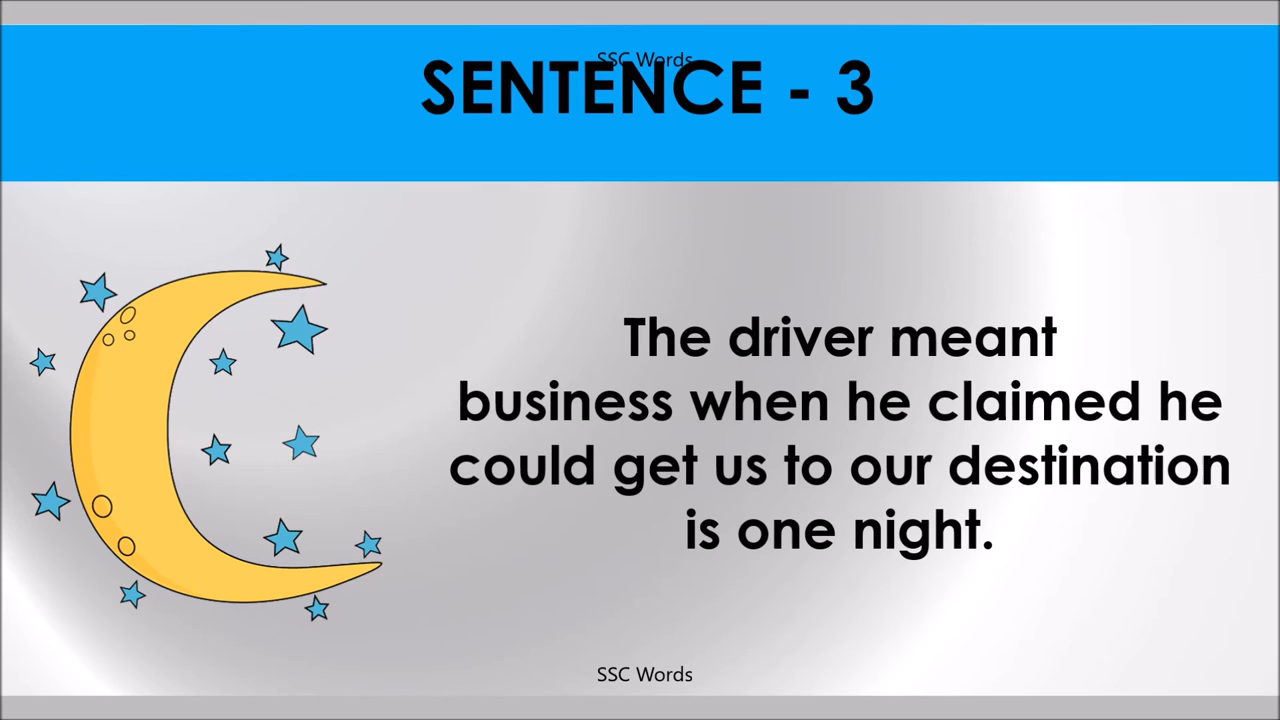 SSC Words
SENTENCE - 3
The driver meant
business when he claimed he
could get us to our destination
is one night.
SSC Words